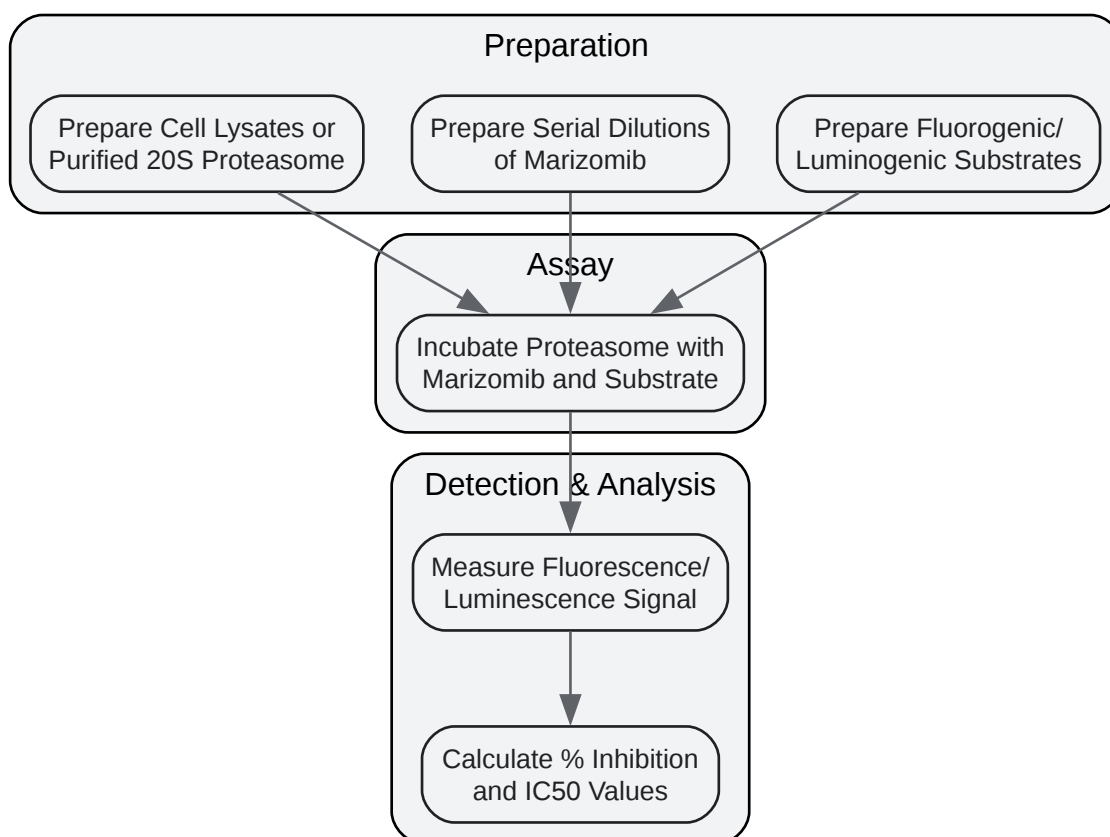 Preparation
Prepare Cell Lysates or
Purified 20S Proteasome
Prepare Serial Dilutions
of Marizomib
Prepare Fluorogenic/
Luminogenic Substrates
Assay
Incubate Proteasome with
Marizomib and Substrate
Detection & Analysis
Measure Fluorescence/
Luminescence Signal
Calculate % Inhibition
and IC50 Values